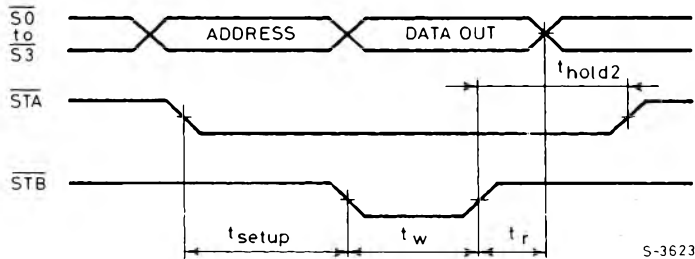 S0
to
S3
ADDRESS
DATA OUT
thold2
STA
STB
tsetup
tw
tr
S-3623